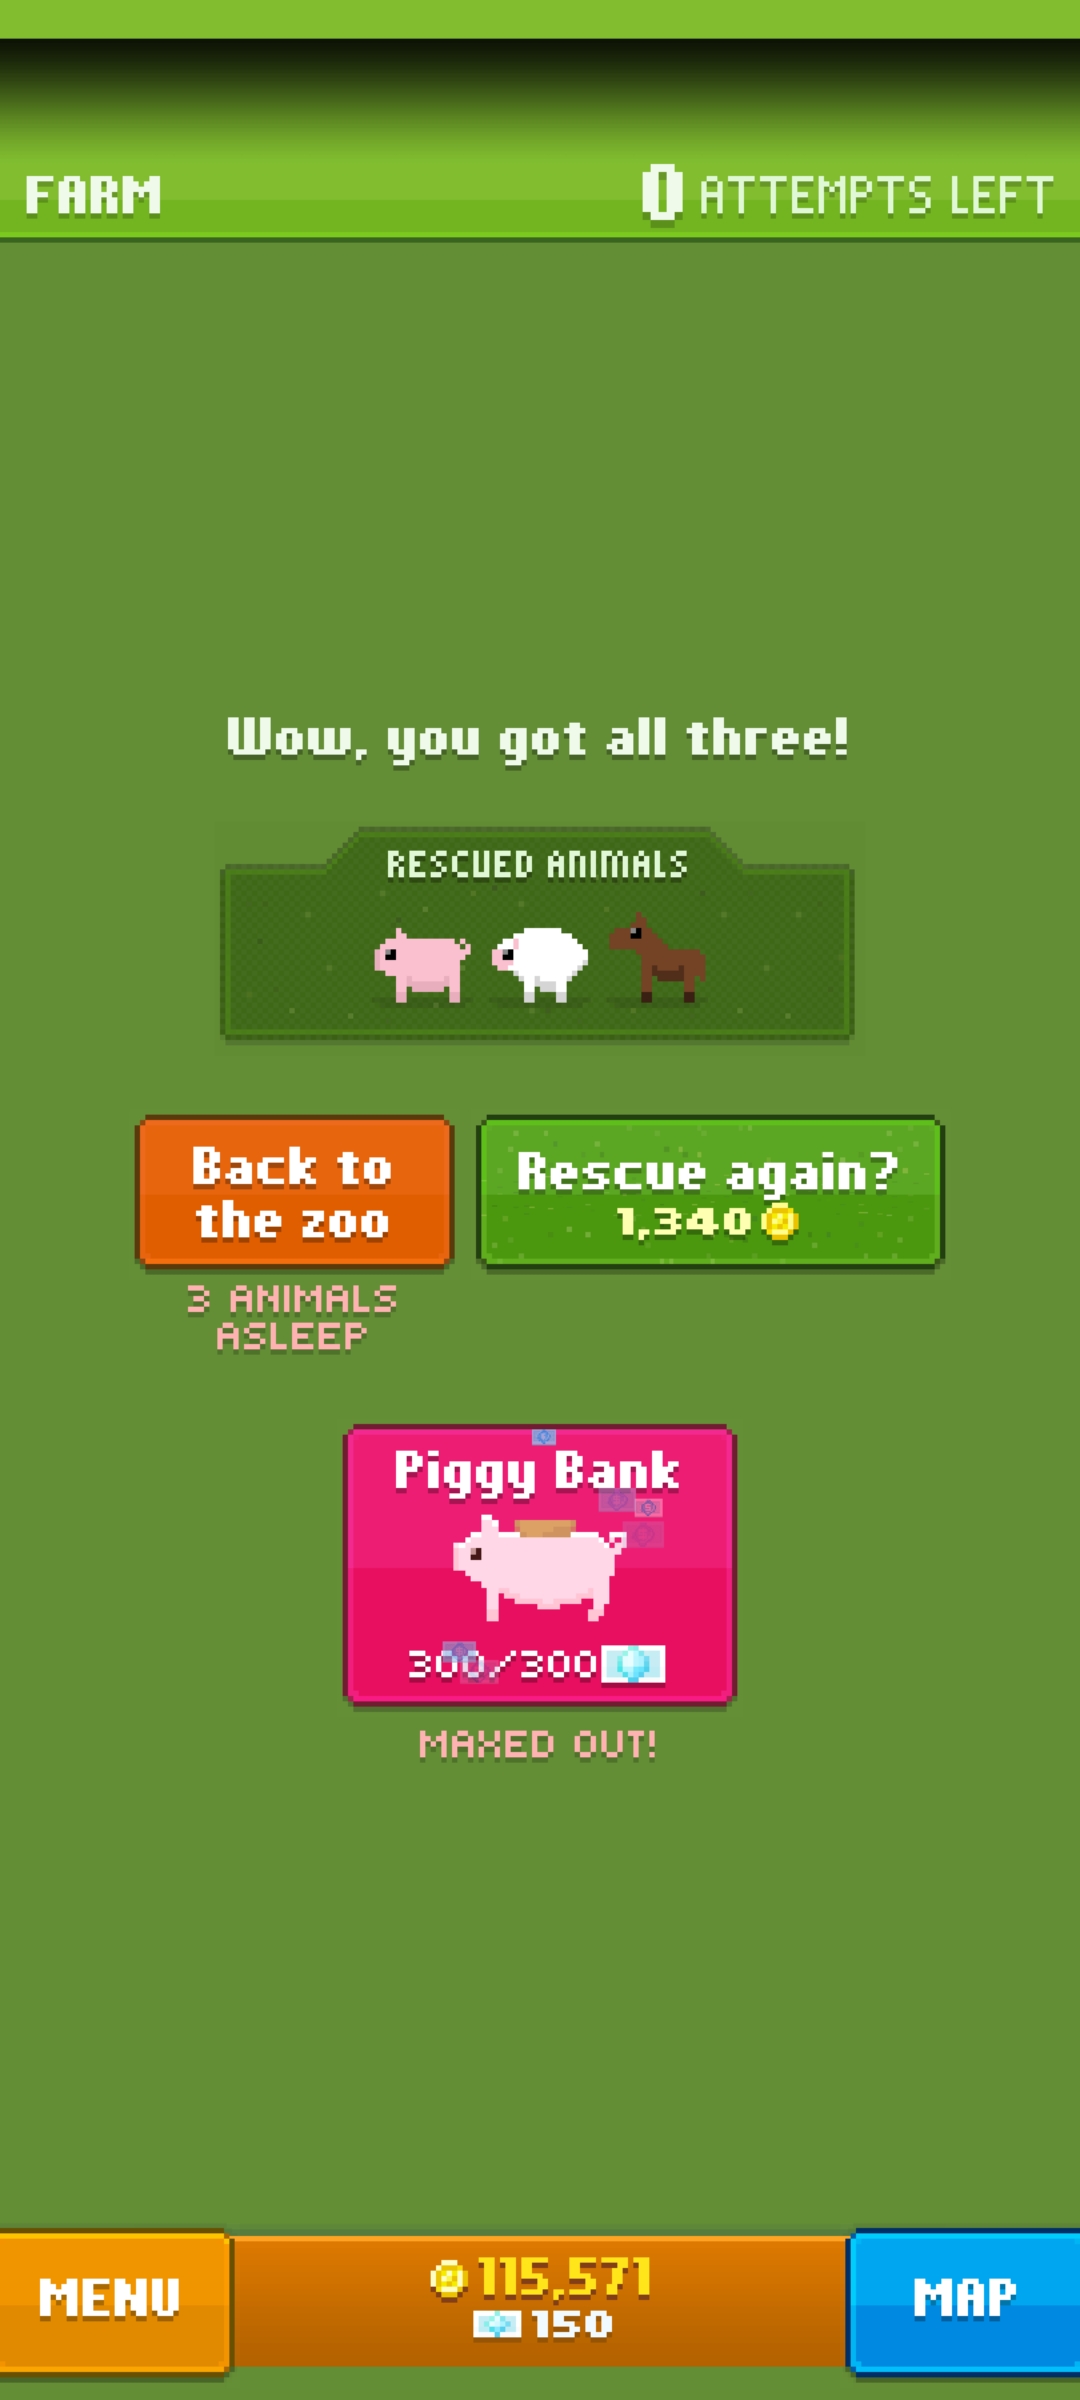 FARM
0 ATTEMPTS LEFT
Wow, you got all three!
RESCUED ANIMALS
Back to
the zoo
Rescue again?
1,340
3 ANIMALS
ASLEEP
Piggy Bank
300/300
MAXED OUT!
MENU
115,571
150
MAP